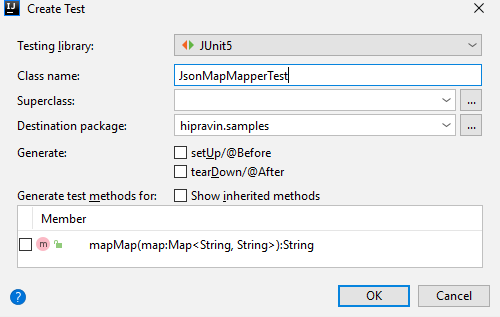 IJ Create Test
Testing library: JUnit5
Class name: JsonMapMapperTest
Superclass: ...
Destination package: hipravin.samples ...
Generate: setUp/@Before
tearDown/@After
Generate test methods for: Show inherited methods
Member
m mapMap(map:Map<String, String>):String
? OK Cancel